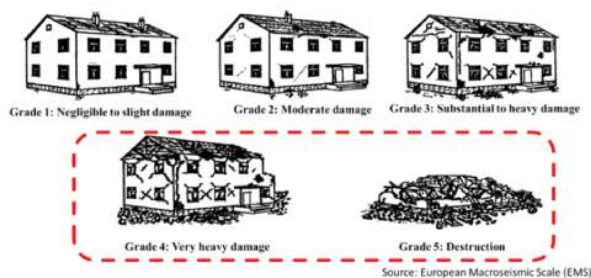 Grade 1: Negligible to slight damage
Grade 2: Moderate damage
Grade 3: Substantial to heavy damage
Grade 4: Very heavy damage
Grade 5: Destruction
Source: European Macroseismic Scale (EMS)